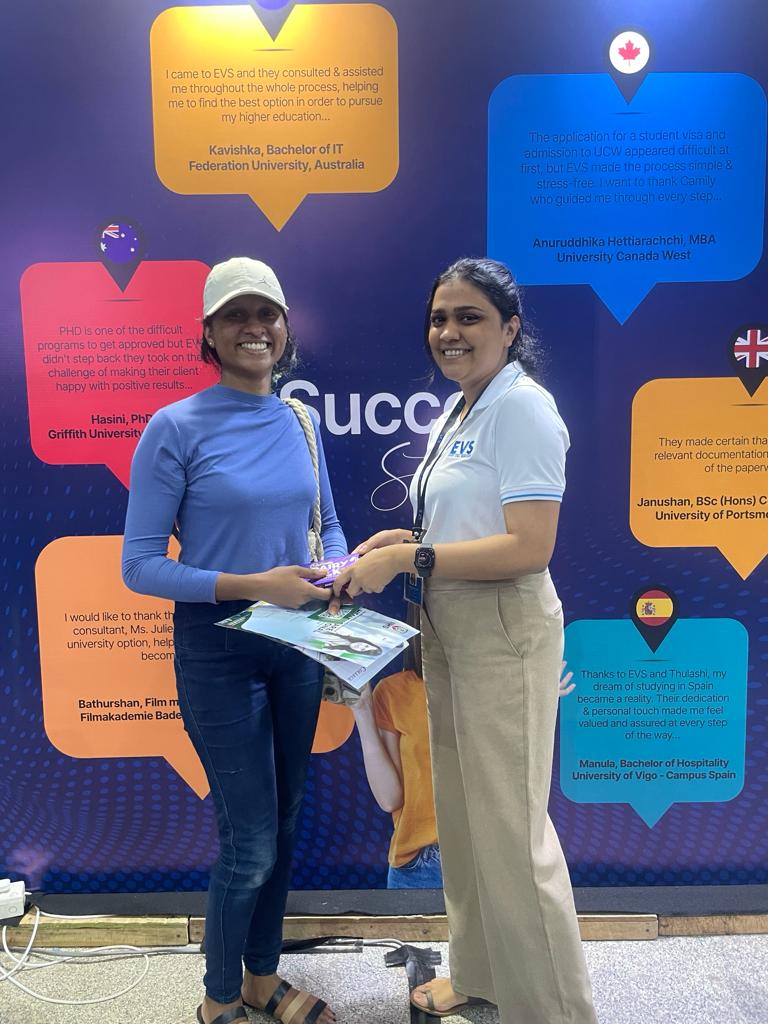 I came to EVS and they consulted & assisted
me throughout the whole process, helping
me to find the best option in order to pursue
my higher education...
Kavishka, Bachelor of IT
Federation University, Australia
The application for a student visa and
admission to UCW appeared difficult at
first, but EVS made the process simple &
stress-free. I want to thank Camily
who guided me through every step...
Anuruddhika Hettiarachchi, MBA
University Canada West
PHD is one of the difficult
programs to get approved but EV
didn't step back they took on the
challenge of making their client
happy with positive results...
Hasini, PhD
Griffith University
Succe
St
EVS
They made certain tha
relevant documentation
of the paperw
Janushan, BSc (Hons) C
University of Portsm
I would like to thank th
consultant, Ms. Julie
university option, help
becom
Bathurshan, Film m
Filmakademie Bade
Thanks to EVS and Thulashi, my
dream of studying in Spain
became a reality. Their dedication
& personal touch made me feel
valued and assured at every step
of the way...
Manula, Bachelor of Hospitality
University of Vigo - Campus Spain